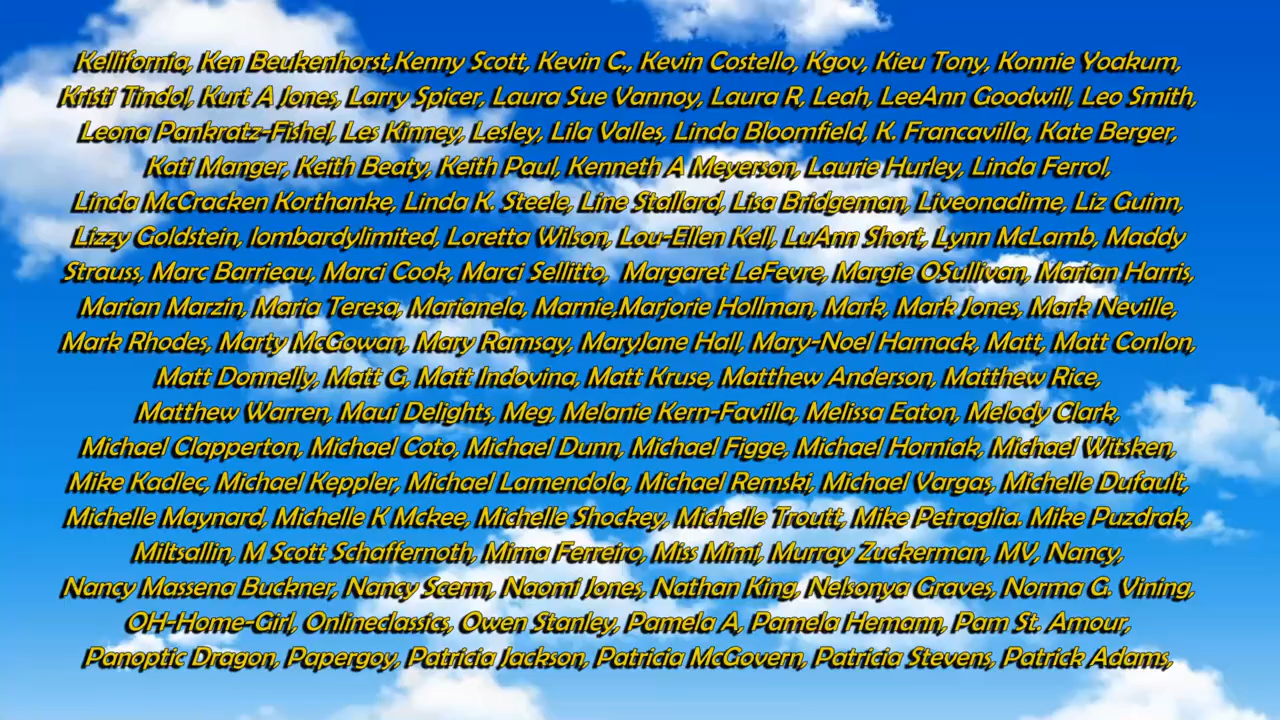 Kellifornia, Ken Beukenhorst,Kenny Scott, Kevin C., Kevin Costello, Kgov, Kieu Tony, Konnie Yoakum,
Kristi Tindol, Kurt A Jones, Larry Spicer, Laura Sue Vannoy, Laura R, Leah, LeeAnn Goodwill, Leo Smith,
Leona Pankratz-Fishel, Les Kinney, Lesley, Lila Valles, Linda Bloomfield, K. Francavilla, Kate Berger,
Kati Manger, Keith Beaty, Keith Paul, Kenneth A Meyerson, Laurie Hurley, Linda Ferrol,
Linda McCracken Korthanke, Linda K. Steele, Line Stallard, Lisa Bridgeman, Liveonadime, Liz Guinn,
Lizzy Goldstein, lombardylimited, Loretta Wilson, Lou-Ellen Kell, LuAnn Short, Lynn McLamb, Maddy
Strauss, Marc Barrieau, Marci Cook, Marci Sellitto,  Margaret LeFevre, Margie OSullivan, Marian Harris,
Marian Marzin, Maria Teresa, Marianela, Marnie,Marjorie Hollman, Mark, Mark Jones, Mark Neville,
Mark Rhodes, Marty McGowan, Mary Ramsay, MaryJane Hall, Mary-Noel Harnack, Matt, Matt Conlon,
Matt Donnelly, Matt G, Matt Indovina, Matt Kruse, Matthew Anderson, Matthew Rice,
Matthew Warren, Maui Delights, Meg, Melanie Kern-Favilla, Melissa Eaton, Melody Clark,
Michael Clapperton, Michael Coto, Michael Dunn, Michael Figge, Michael Horniak, Michael Witsken,
Mike Kadlec, Michael Keppler, Michael Lamendola, Michael Remski, Michael Vargas, Michelle Dufault,
Michelle Maynard, Michelle K Mckee, Michelle Shockey, Michelle Troutt, Mike Petraglia. Mike Puzdrak,
Miltsallin, M Scott Schaffernoth, Mirna Ferreiro, Miss Mimi, Murray Zuckerman, MV, Nancy,
Nancy Massena Buckner, Nancy Scerm, Naomi Jones, Nathan King, Nelsonya Graves, Norma G. Vining,
OH-Home-Girl, Onlineclassics, Owen Stanley, Pamela A, Pamela Hemann, Pam St. Amour,
Panoptic Dragon, Papergoy, Patricia Jackson, Patricia McGovern, Patricia Stevens, Patrick Adams,